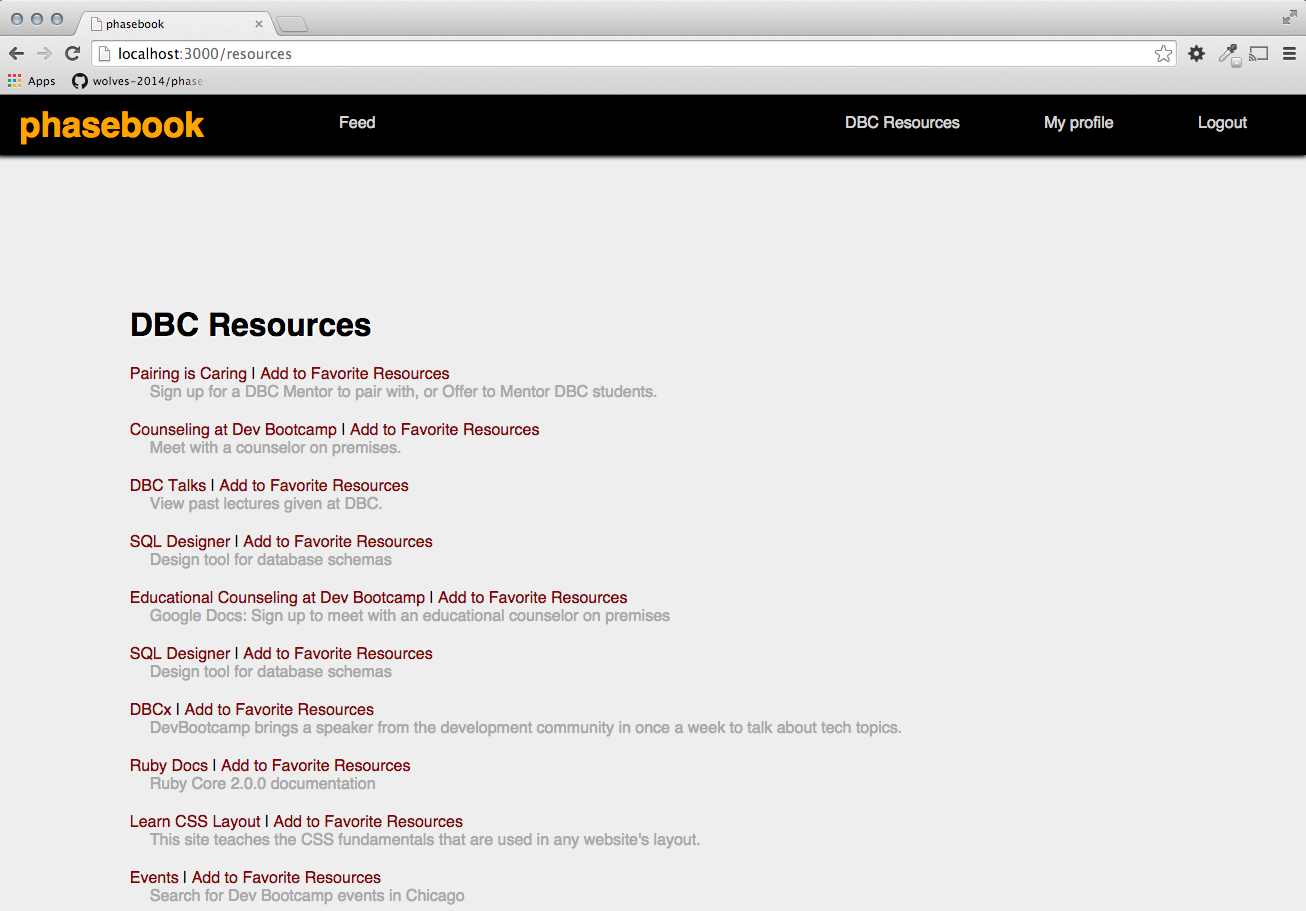 phasebook
localhost:3000/resources
Apps wolves-2014/phase
phasebook Feed DBC Resources My profile Logout
DBC Resources
Pairing is Caring | Add to Favorite Resources
Sign up for a DBC Mentor to pair with, or Offer to Mentor DBC students.
Counseling at Dev Bootcamp | Add to Favorite Resources
Meet with a counselor on premises.
DBC Talks | Add to Favorite Resources
View past lectures given at DBC.
SQL Designer | Add to Favorite Resources
Design tool for database schemas
Educational Counseling at Dev Bootcamp | Add to Favorite Resources
Google Docs: Sign up to meet with an educational counselor on premises
SQL Designer | Add to Favorite Resources
Design tool for database schemas
DBCx | Add to Favorite Resources
DevBootcamp brings a speaker from the development community in once a week to talk about tech topics.
Ruby Docs | Add to Favorite Resources
Ruby Core 2.0.0 documentation
Learn CSS Layout | Add to Favorite Resources
This site teaches the CSS fundamentals that are used in any website's layout.
Events | Add to Favorite Resources
Search for Dev Bootcamp events in Chicago